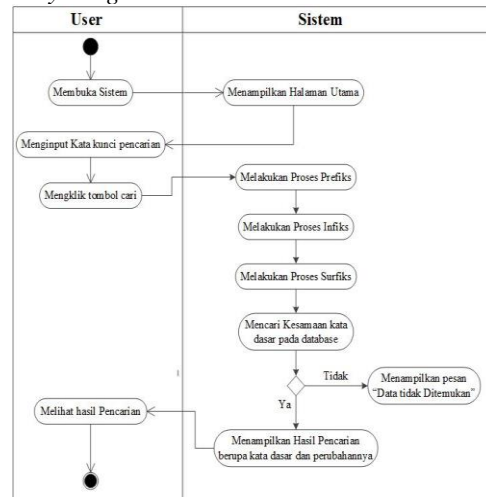 User
Sistem
Membuka Sistem
Menampilkan Halaman Utama
Menginput Kata kunci pencarian
Mengklik tombol cari
Melakukan Proses Prefiks
Melakukan Proses Infiks
Melakukan Proses Surfiks
Mencari Kesamaan kata
dasar pada database
Tidak
Menampilkan pesan
“Data tidak Ditemukan”
Ya
Melihat hasil Pencarian
Menampilkan Hasil Pencarian
berupa kata dasar dan perubahannya